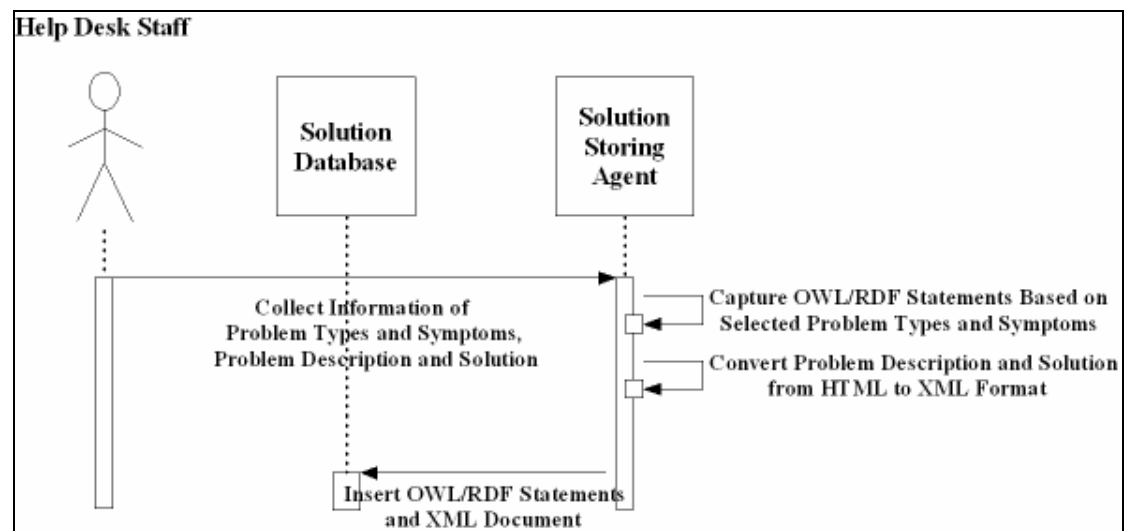 Help Desk Staff
Solution
Database
Solution
Storing
Agent
Collect Information of
Problem Types and Symptoms,
Problem Description and Solution
Capture OWL/RDF Statements Based on
Selected Problem Types and Symptoms
Convert Problem Description and Solution
from HTML to XML Format
Insert OWL/RDF Statements
and XML Document